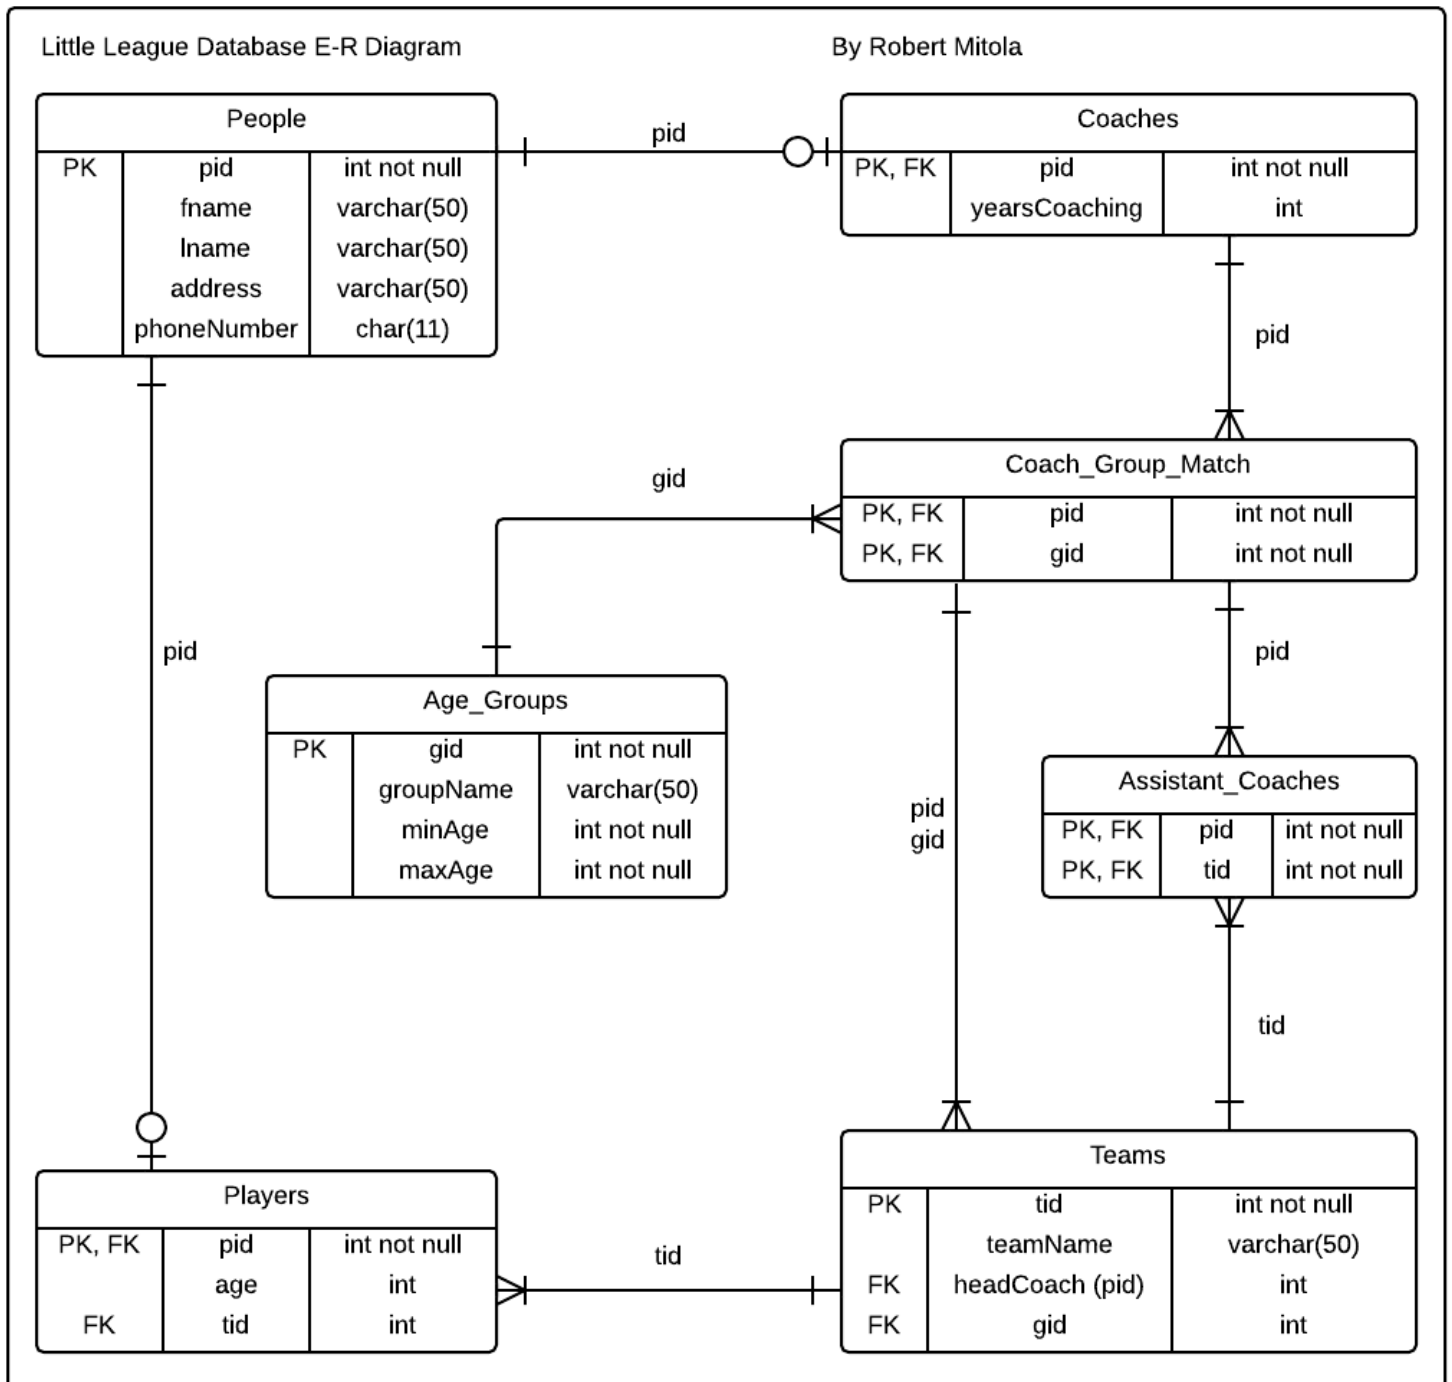 Little League Database E-R Diagram
By Robert Mitola
People
PK pid int not null
fname varchar(50)
lname varchar(50)
address varchar(50)
phoneNumber char(11)
pid
Coaches
PK, FK pid int not null
yearsCoaching int
pid
Coach_Group_Match
PK, FK pid int not null
PK, FK gid int not null
gid
pid
Age_Groups
PK gid int not null
groupName varchar(50)
minAge int not null
maxAge int not null
pid
pid
gid
Assistant_Coaches
PK, FK pid int not null
PK, FK tid int not null
tid
Players
PK, FK pid int not null
age int
FK tid int
tid
Teams
PK tid int not null
teamName varchar(50)
FK headCoach (pid) int
FK gid int